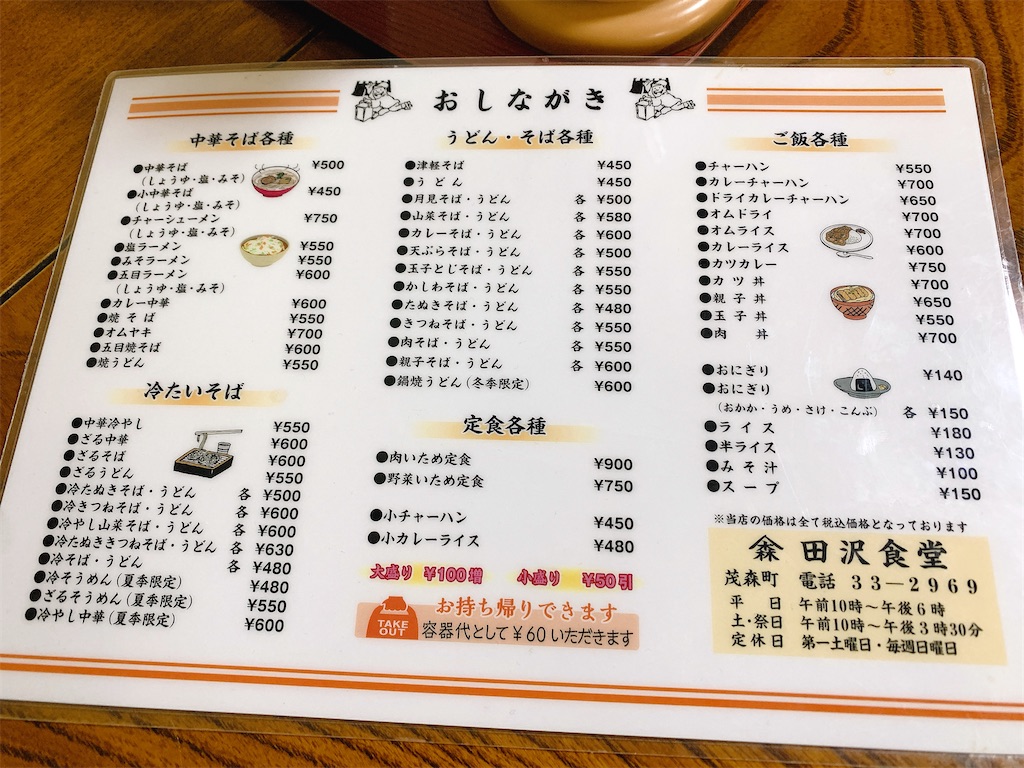 おしながき
中華そば各種
●中華そば ¥500
(しょうゆ・塩・みそ)
●小中華そば ¥450
(しょうゆ・塩・みそ)
●チャーシューメン ¥750
(しょうゆ・塩・みそ)
●塩ラーメン ¥550
●みそラーメン ¥550
●五目ラーメン ¥600
(しょうゆ・塩・みそ)
●カレー中華 ¥600
●焼そば ¥550
●オムヤキ ¥700
●五目焼そば ¥600
●焼うどん ¥550
冷たいそば
●中華冷やし ¥550
●ざる中華 ¥600
●ざるそば ¥600
●ざるうどん ¥550
●冷たぬきそば・うどん 各 ¥500
●冷きつねそば・うどん 各 ¥600
●冷やし山菜そば・うどん 各 ¥600
●冷たぬききつねそば・うどん 各 ¥630
●冷そば・うどん 各 ¥480
●冷そうめん(夏季限定) ¥480
●ざるそうめん(夏季限定) ¥550
●冷やし中華(夏季限定) ¥600
うどん・そば各種
●津軽そば ¥450
●うどん ¥450
●月見そば・うどん 各 ¥500
●山菜そば・うどん 各 ¥580
●カレーそば・うどん 各 ¥600
●天ぷらそば・うどん 各 ¥500
●玉子とじそば・うどん 各 ¥550
●かしわそば・うどん 各 ¥550
●たぬきそば・うどん 各 ¥480
●きつねそば・うどん 各 ¥550
●肉そば・うどん 各 ¥550
●親子そば・うどん 各 ¥600
●鍋焼うどん(冬季限定) ¥600
定食各種
●肉いため定食 ¥900
●野菜いため定食 ¥750
●小チャーハン ¥450
●小カレーライス ¥480
大盛り ¥100増 小盛り ¥50引
TAKE OUT
お持ち帰りできます
容器代として¥60いただきます
ご飯各種
●チャーハン ¥550
●カレーチャーハン ¥700
●ドライカレーチャーハン ¥650
●オムドライ ¥700
●オムライス ¥700
●カレーライス ¥600
●カツカレー ¥750
●カツ丼 ¥700
●親子丼 ¥650
●玉子丼 ¥550
●肉丼 ¥700
●おにぎり ¥140
●おにぎり
(おかか・うめ・さけ・こんぶ) 各 ¥150
●ライス ¥180
●半ライス ¥130
●みそ汁 ¥100
●スープ ¥150
※当店の価格は全て税込価格となっております
森 田沢食堂
茂森町 電話 33―2969
平日 午前10時〜午後6時
土・祭日 午前10時〜午後3時30分
定休日 第一土曜日・毎週日曜日